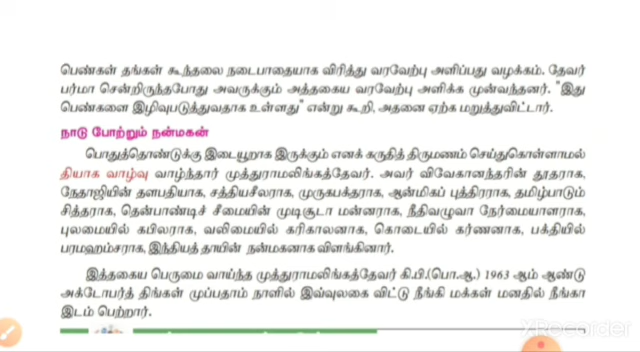 பெண்கள் தங்கள் கூந்தலை நடைபாதையாக விரித்து வரவேற்பு அளிப்பது வழக்கம். தேவர்
பர்மா சென்றிருந்தபோது அவருக்கும் அத்தகைய வரவேற்பு அளிக்க முன்வந்தனர். "இது
பெண்களை இழிவுபடுத்துவதாக உள்ளது" என்று கூறி, அதனை ஏற்க மறுத்துவிட்டார்.
நாடு போற்றும் நன்மகன்
பொதுத்தொண்டுக்கு இடையூறாக இருக்கும் எனக் கருதித் திருமணம் செய்துகொள்ளாமல்
தியாக வாழ்வு வாழ்ந்தார் முத்துராமலிங்கத்தேவர். அவர் விவேகானந்தரின் தூதராக,
நேதாஜியின் தளபதியாக, சத்தியசீலராக, முருகபக்தராக, ஆன்மிகப் புத்திரராக, தமிழ்பாடும்
சித்தராக, தென்பாண்டிச் சீமையின் முடிசூடா மன்னராக, நீதிவழுவா நேர்மையாளராக,
புலமையில் கபிலராக, வலிமையில் கரிகாலனாக, கொடையில் கர்ணனாக, பக்தியில்
பரமஹம்சராக, இந்தியத் தாயின் நன்மகனாக விளங்கினார்.
இத்தகைய பெருமை வாய்ந்த முத்துராமலிங்கத்தேவர் கி.பி.(பொ.ஆ.) 1963 ஆம் ஆண்டு
அக்டோபர்த் திங்கள் முப்பதாம் நாளில் இவ்வுலகை விட்டு நீங்கி மக்கள் மனதில் நீங்கா
இடம் பெற்றார்.
XRecorder